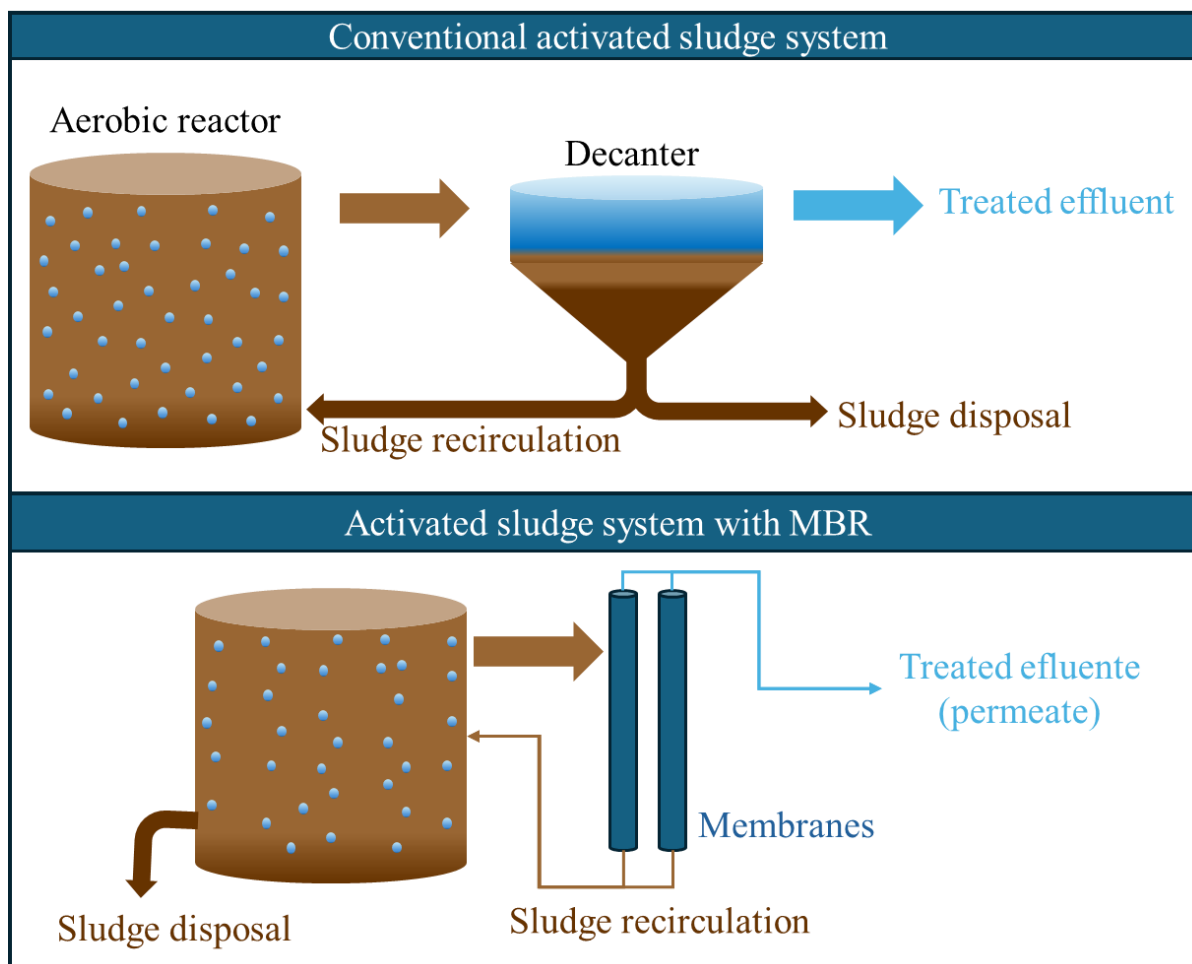 Conventional activated sludge system
Aerobic reactor
Decanter
Treated effluent
Sludge recirculation
Sludge disposal
Activated sludge system with MBR
Treated efluente
(permeate)
Membranes
Sludge disposal
Sludge recirculation